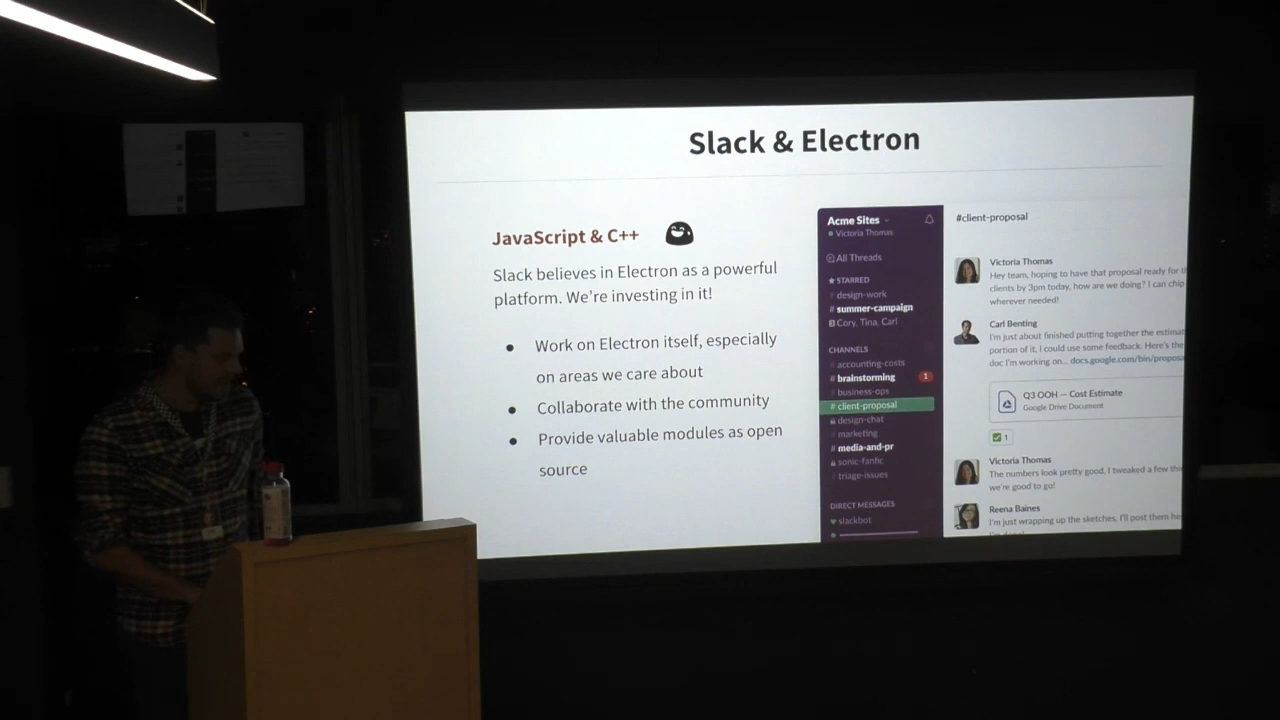 Slack & Electron
JavaScript & C++
Slack believes in Electron as a powerful
platform. We're investing in it!
● Work on Electron itself, especially
on areas we care about
● Collaborate with the community
● Provide valuable modules as open
source
Acme Sites
Victoria Thomas
All Threads
STARRED
design-work
# summer-campaign
3 Cory, Tina, Carl
CHANNELS
# accounting-costs
# brainstorming 1
# business-ops
# client-proposal
design-chat
# marketing
# media-and-pr
sonic-fanfic
# triage-issues
DIRECT MESSAGES
slackbot
#client-proposal
Victoria Thomas
Hey team, hoping to have that proposal ready for
clients by 3pm today, how are we doing? I can chip
wherever needed!
Carl Benting
I'm just about finished putting together the estimat
portion of it, i could use some feedback. Here's the
doc I'm working on... docs.google.com/bin/proposa
Q3 OOH — Cost Estimate
Google Drive Document
1
Victoria Thomas
The numbers look pretty good, I tweaked a few thi
we're good to go!
Reena Baines
I'm just wrapping up the sketches, I'll post them he